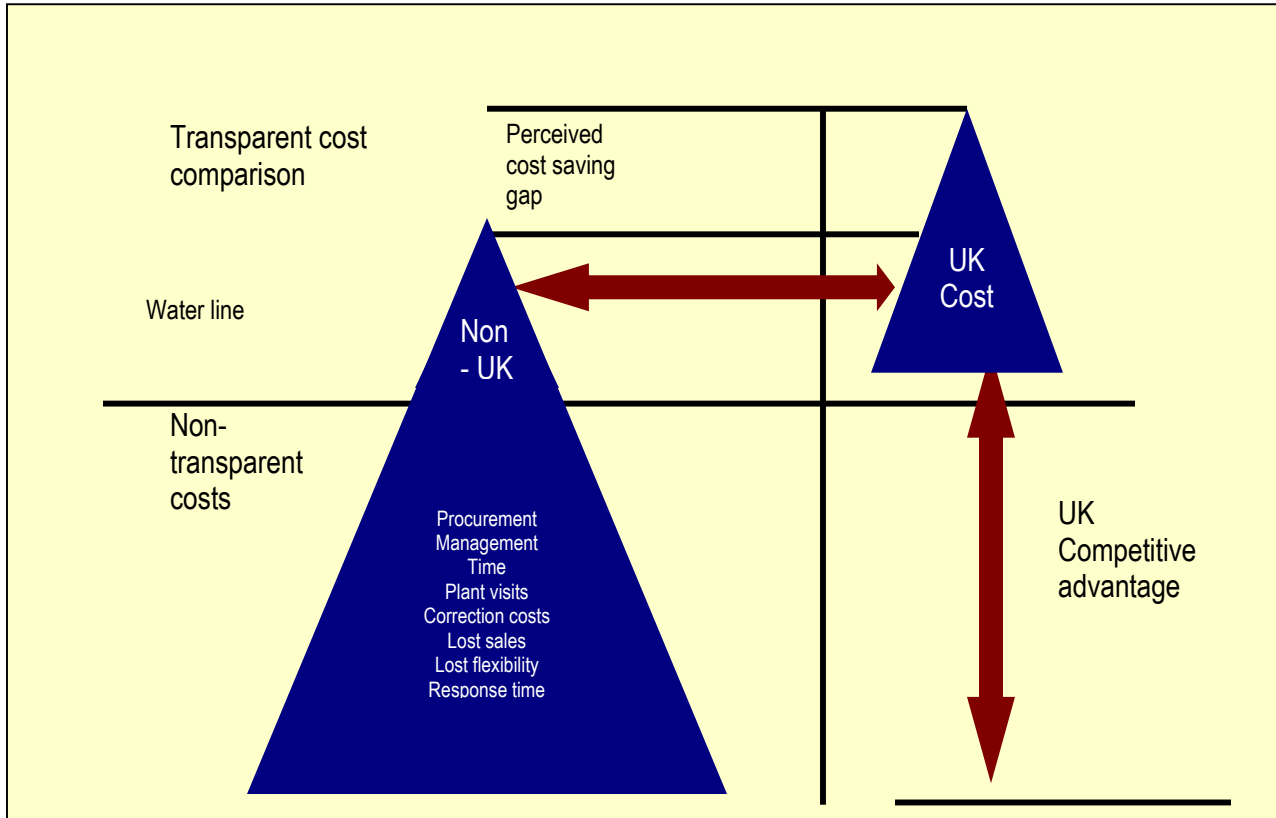 Transparent cost
comparison
Perceived
cost saving
gap
UK
Cost
Water line
Non
- UK
Non-
transparent
costs
Procurement
Management
Time
Plant visits
Correction costs
Lost sales
Lost flexibility
Response time
UK
Competitive
advantage